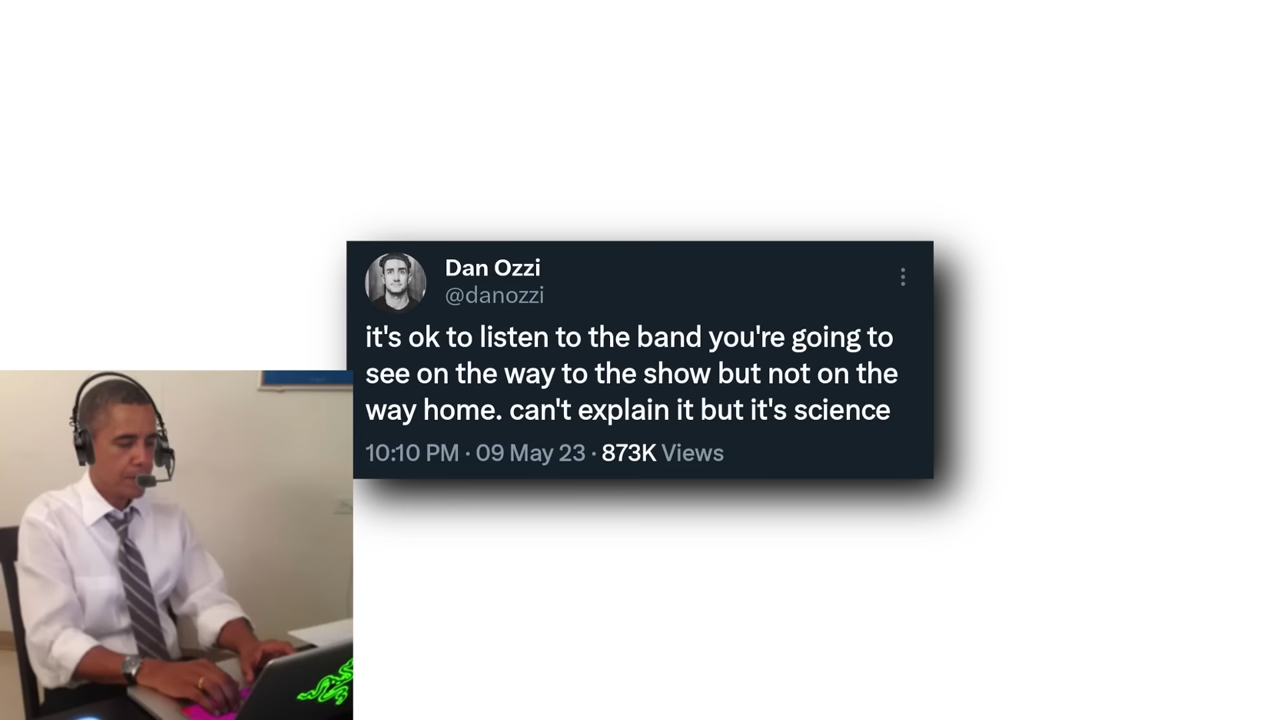 Dan Ozzi
@danozzi
it's ok to listen to the band you're going to
see on the way to the show but not on the
way home. can't explain it but it's science
10:10 PM · 09 May 23 · 873K Views